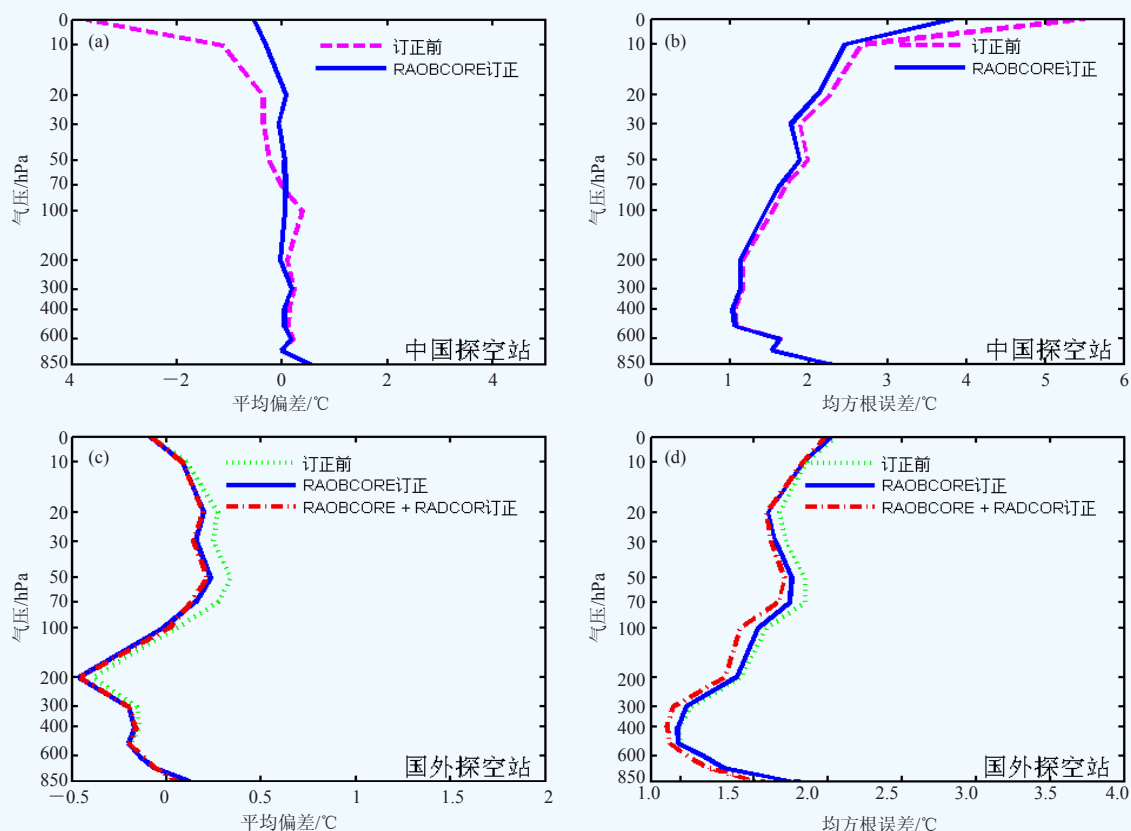 (a)
订正前
RAOBCORE订正
0
10
20
30
50
70
100
200
300
400
600
850
气压/hPa
中国探空站
4
−2
0
2
4
平均偏差/℃
(b)
订正前
RAOBCORE订正
0
10
20
30
50
70
100
200
300
400
600
850
气压/hPa
中国探空站
0
1
2
3
4
5
6
均方根误差/℃
(c)
订正前
RAOBCORE订正
RAOBCORE + RADCOR订正
0
10
20
30
50
70
100
200
300
400
600
850
气压/hPa
国外探空站
−0.5
0
0.5
1
1.5
2
平均偏差/℃
(d)
订正前
RAOBCORE订正
RAOBCORE + RADCOR订正
0
10
20
30
50
70
100
200
300
400
600
850
气压/hPa
国外探空站
1.0
1.5
2.0
2.5
3.0
3.5
4.0
均方根误差/℃